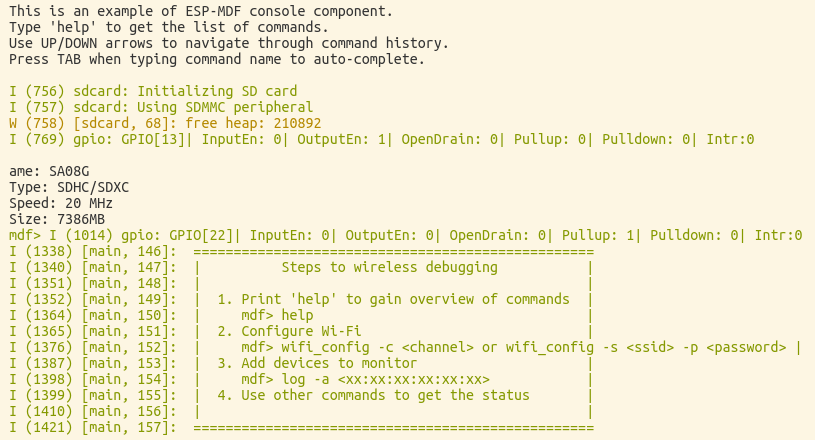 This is an example of ESP-MDF console component.
Type 'help' to get the list of commands.
Use UP/DOWN arrows to navigate through command history.
Press TAB when typing command name to auto-complete.

I (756) sdcard: Initializing SD card
I (757) sdcard: Using SDMMC peripheral
W (758) [sdcard, 68]: free heap: 210892
I (769) gpio: GPIO[13]| InputEn: 0| OutputEn: 1| OpenDrain: 0| Pullup: 0| Pulldown: 0| Intr:0

ame: SA08G
Type: SDHC/SDXC
Speed: 20 MHz
Size: 7386MB
mdf> I (1014) gpio: GPIO[22]| InputEn: 0| OutputEn: 0| OpenDrain: 0| Pullup: 1| Pulldown: 0| Intr:0
I (1338) [main, 146]:  ==================================================
I (1340) [main, 147]:  |          Steps to wireless debugging           |
I (1351) [main, 148]:  |                                                |
I (1352) [main, 149]:  |  1. Print 'help' to gain overview of commands  |
I (1364) [main, 150]:  |     mdf> help                                  |
I (1365) [main, 151]:  |  2. Configure Wi-Fi                            |
I (1376) [main, 152]:  |     mdf> wifi_config -c <channel> or wifi_config -s <ssid> -p <password> |
I (1387) [main, 153]:  |  3. Add devices to monitor                     |
I (1398) [main, 154]:  |     mdf> log -a <xx:xx:xx:xx:xx:xx>            |
I (1399) [main, 155]:  |  4. Use other commands to get the status       |
I (1410) [main, 156]:  |                                                |
I (1421) [main, 157]:  ==================================================